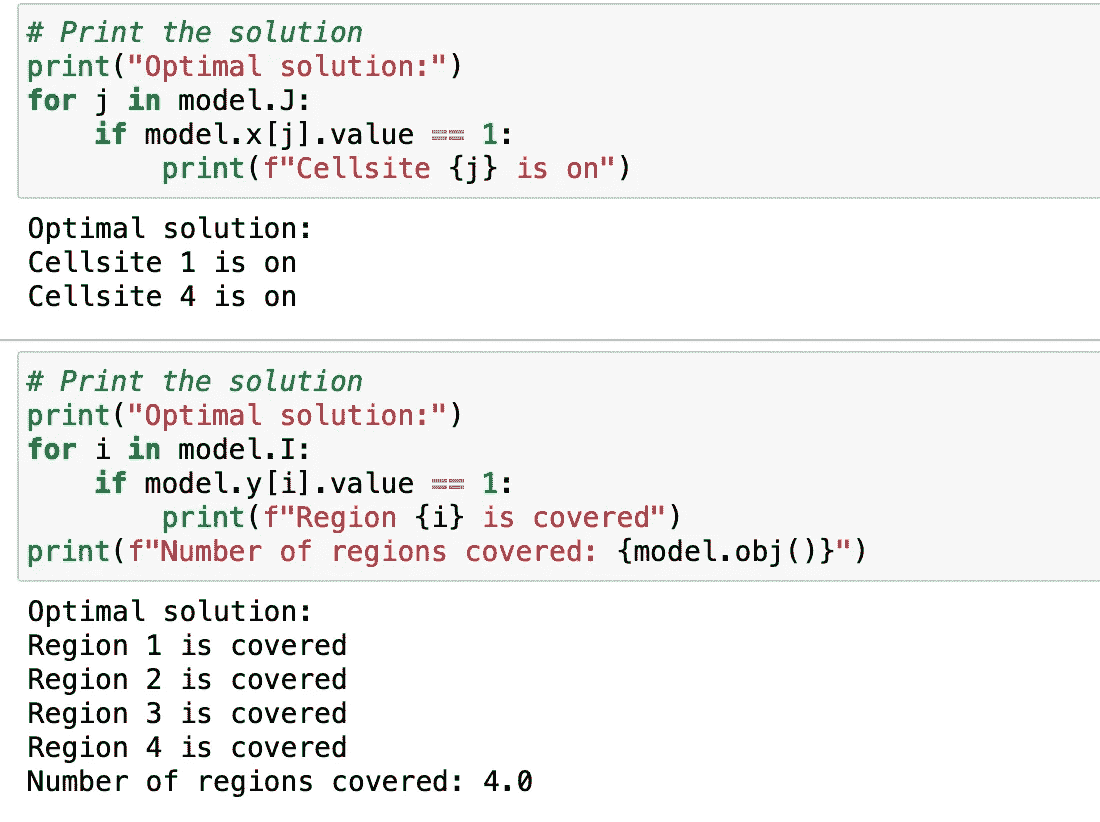 # Print the solution
print("Optimal solution:")
for j in model.J:
    if model.x[j].value == 1:
        print(f"Cellsite {j} is on")
Optimal solution:
Cellsite 1 is on
Cellsite 4 is on
# Print the solution
print("Optimal solution:")
for i in model.I:
    if model.y[i].value == 1:
        print(f"Region {i} is covered")
print(f"Number of regions covered: {model.obj()}")
Optimal solution:
Region 1 is covered
Region 2 is covered
Region 3 is covered
Region 4 is covered
Number of regions covered: 4.0